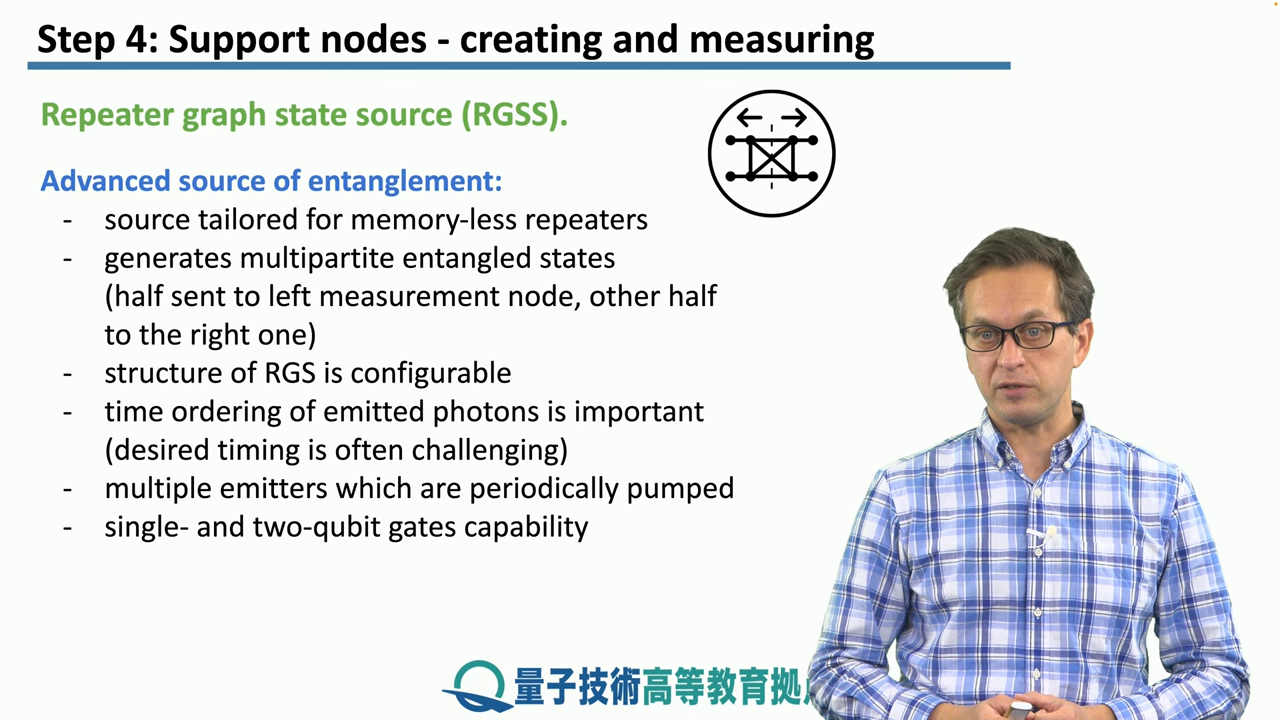 Step 4: Support nodes - creating and measuring
Repeater graph state source (RGSS).
Advanced source of entanglement:
- source tailored for memory-less repeaters
- generates multipartite entangled states
(half sent to left measurement node, other half
to the right one)
- structure of RGS is configurable
- time ordering of emitted photons is important
(desired timing is often challenging)
- multiple emitters which are periodically pumped
- single- and two-qubit gates capability
量子技術高等教育拠